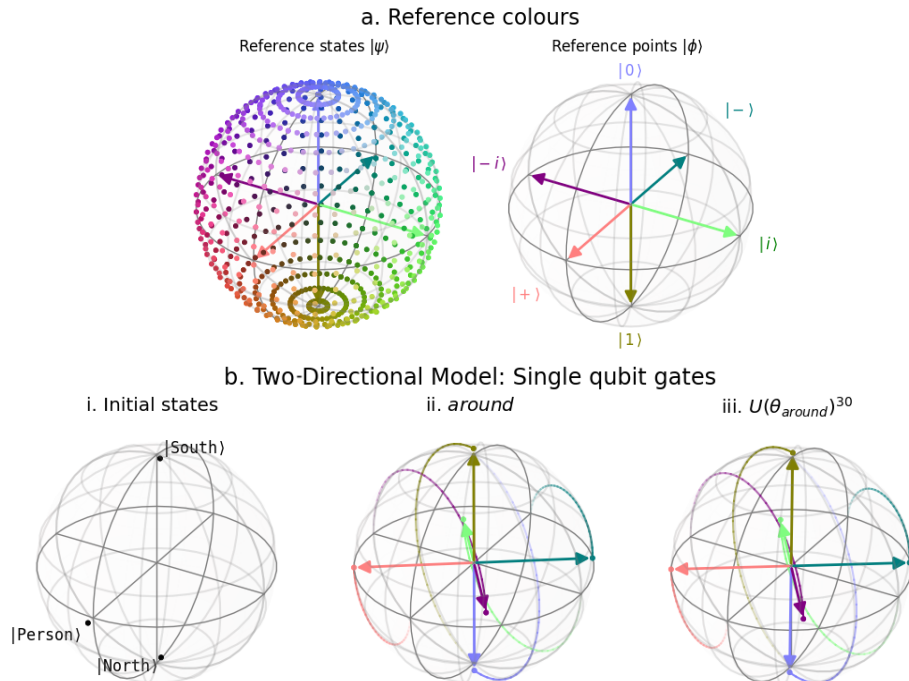 a. Reference colours
Reference states |ψ⟩
Reference points |ϕ⟩
|0⟩
|−⟩
|−i⟩
|i⟩
|+⟩
|1⟩
b. Two-Directional Model: Single qubit gates
i. Initial states
ii. around
iii. U(θ_around)^30
|South⟩
|Person⟩
|North⟩